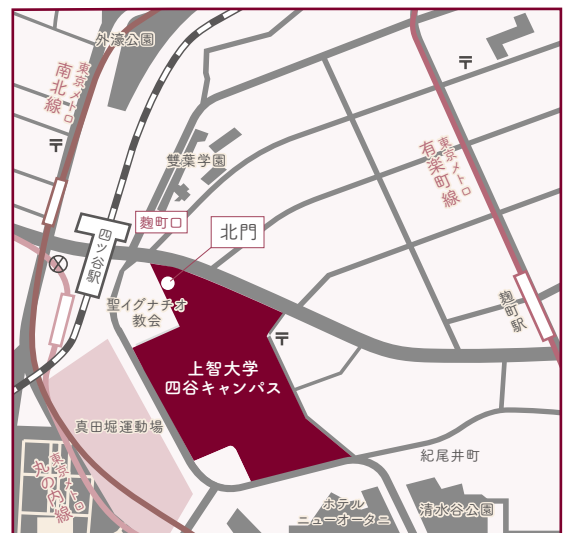 外濠公園
東京メトロ
南北線
〒
雙葉学園
〒
東京メトロ
有楽町線
麴町口
北門
四ツ谷駅
聖イグナチオ
教会
麹町駅
〒
上智大学
四谷キャンパス
真田堀運動場
紀尾井町
東京メトロ
丸の内線
ホテル
ニューオータニ
清水谷公園